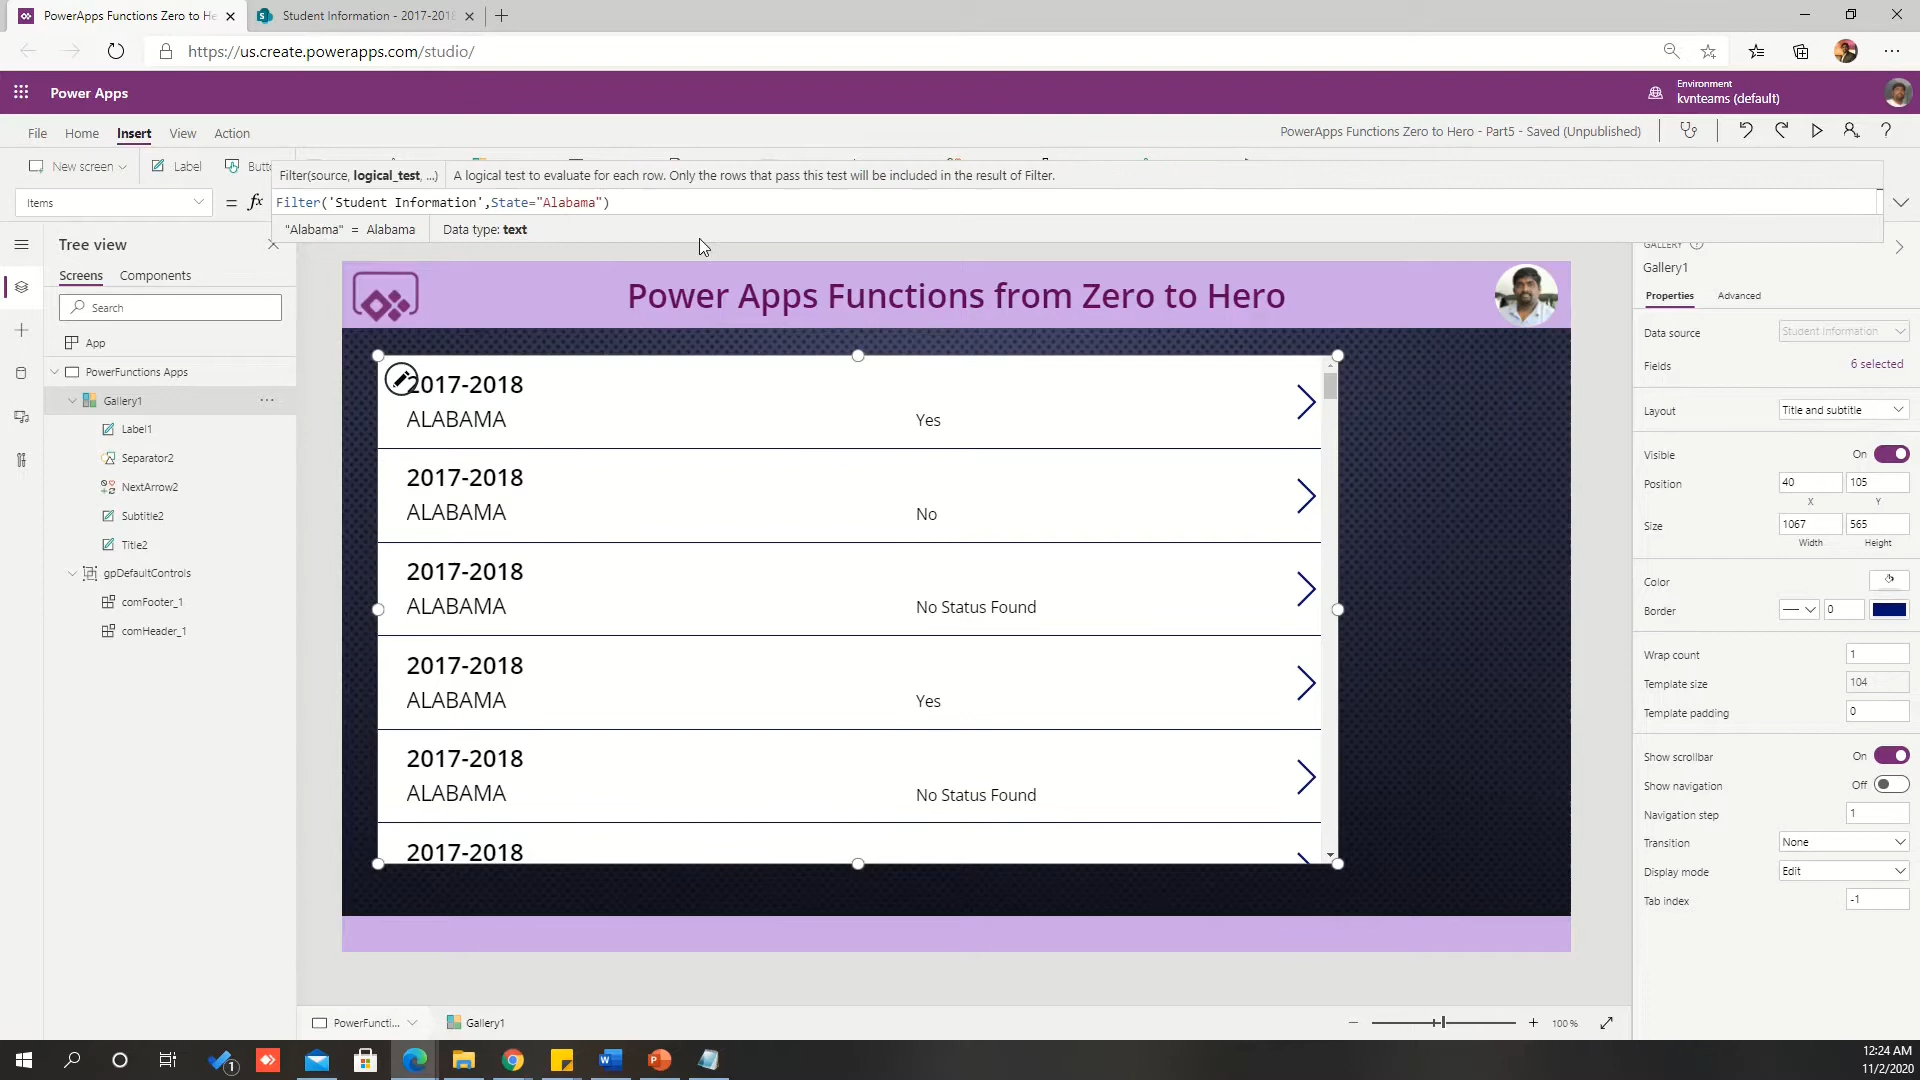 PowerApps Functions Zero to He
Student Information - 2017-2018
https://us.create.powerapps.com/studio/
Power Apps
Environment
kvnteams (default)
File Home Insert View Action
PowerApps Functions Zero to Hero - Part5 - Saved (Unpublished)
New screen Label Butt
Filter(source, logical_test, ...) A logical test to evaluate for each row. Only the rows that pass this test will be included in the result of Filter.
Items = fx Filter('Student Information',State="Alabama")
"Alabama" = Alabama Data type: text
Tree view
Screens Components
Search
App
PowerFunctions Apps
Gallery1
Label1
Separator2
NextArrow2
Subtitle2
Title2
gpDefaultControls
comFooter_1
comHeader_1
Power Apps Functions from Zero to Hero
2017-2018
ALABAMA Yes
2017-2018
ALABAMA No
2017-2018
ALABAMA No Status Found
2017-2018
ALABAMA Yes
2017-2018
ALABAMA No Status Found
2017-2018
GALLERY
Gallery1
Properties Advanced
Data source Student Information
Fields 6 selected
Layout Title and subtitle
Visible On
Position 40 105
X Y
Size 1067 565
Width Height
Color
Border 0
Wrap count 1
Template size 104
Template padding 0
Show scrollbar On
Show navigation Off
Navigation step 1
Transition None
Display mode Edit
Tab index -1
PowerFuncti... Gallery1
100 %
1
12:24 AM
11/2/2020